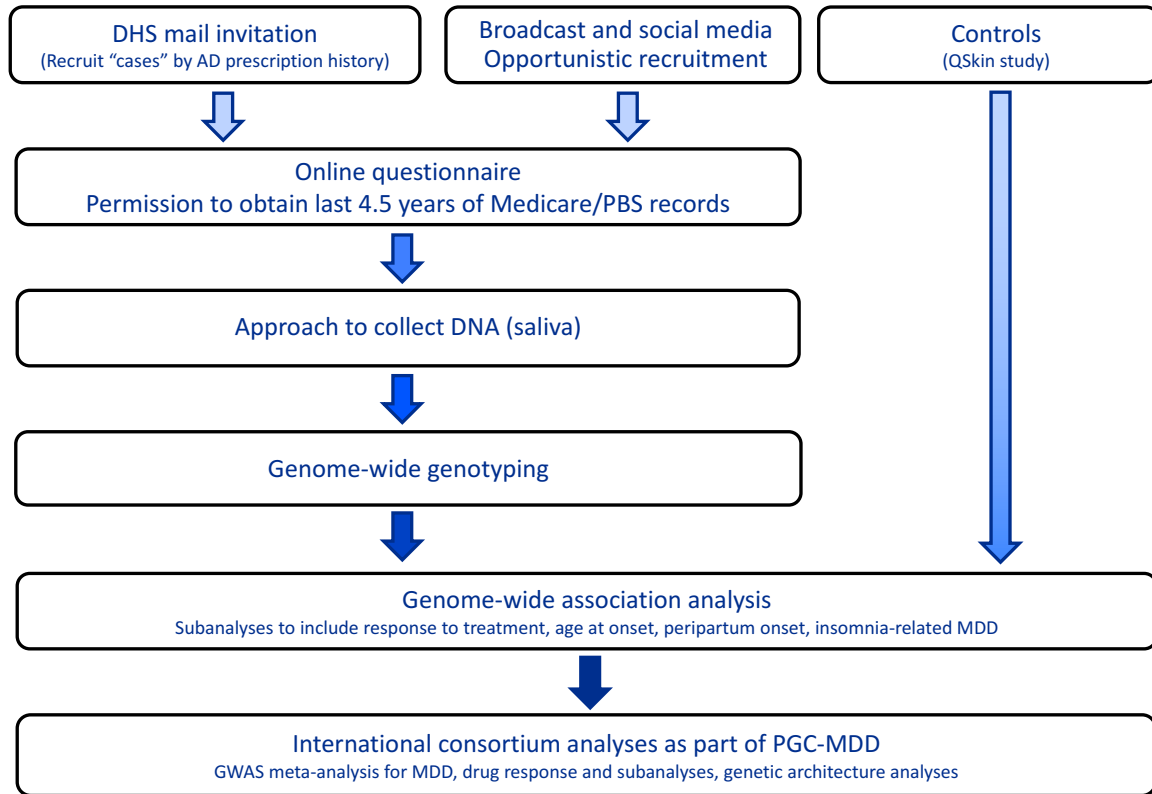 DHS mail invitation
(Recruit “cases” by AD prescription history)
Broadcast and social media
Opportunistic recruitment
Controls
(QSkin study)
Online questionnaire
Permission to obtain last 4.5 years of Medicare/PBS records
Approach to collect DNA (saliva)
Genome-wide genotyping
Genome-wide association analysis
Subanalyses to include response to treatment, age at onset, peripartum onset, insomnia-related MDD
International consortium analyses as part of PGC-MDD
GWAS meta-analysis for MDD, drug response and subanalyses, genetic architecture analyses